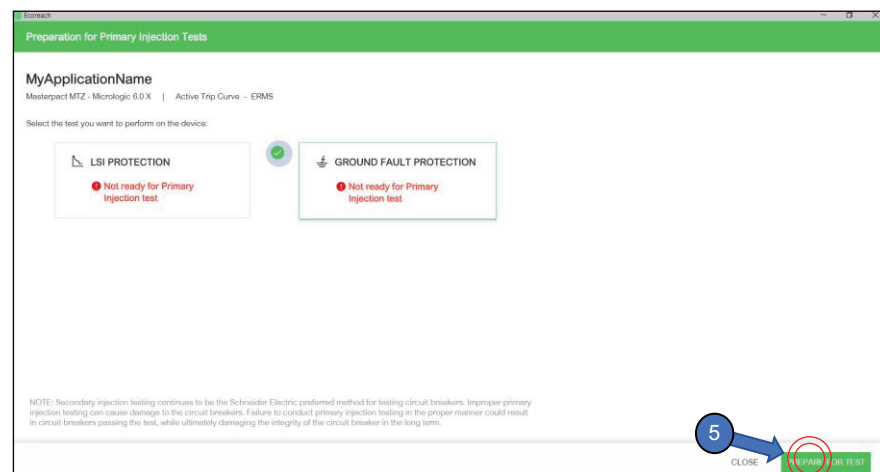 Ecoreach
Preparation for Primary Injection Tests
MyApplicationName
Masterpact MTZ - Micrologic 6.0 X | Active Trip Curve - ERMS
Select the test you want to perform on the device:
LSI PROTECTION
Not ready for Primary
Injection test
GROUND FAULT PROTECTION
Not ready for Primary
Injection test
NOTE: Secondary injection testing continues to be the Schneider Electric preferred method for testing circuit breakers. Improper primary
injection testing can cause damage to the circuit breakers. Failure to conduct primary injection testing in the proper manner could result
in circuit breakers passing the test, while ultimately damaging the integrity of the circuit breaker in the long term.
5
CLOSE
PREPARE FOR TEST